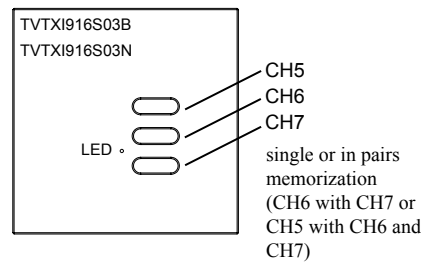 TVTXI916S03B
TVTXI916S03N
CH5
CH6
CH7
LED
single or in pairs
memorization
(CH6 with CH7 or
CH5 with CH6 and
CH7)